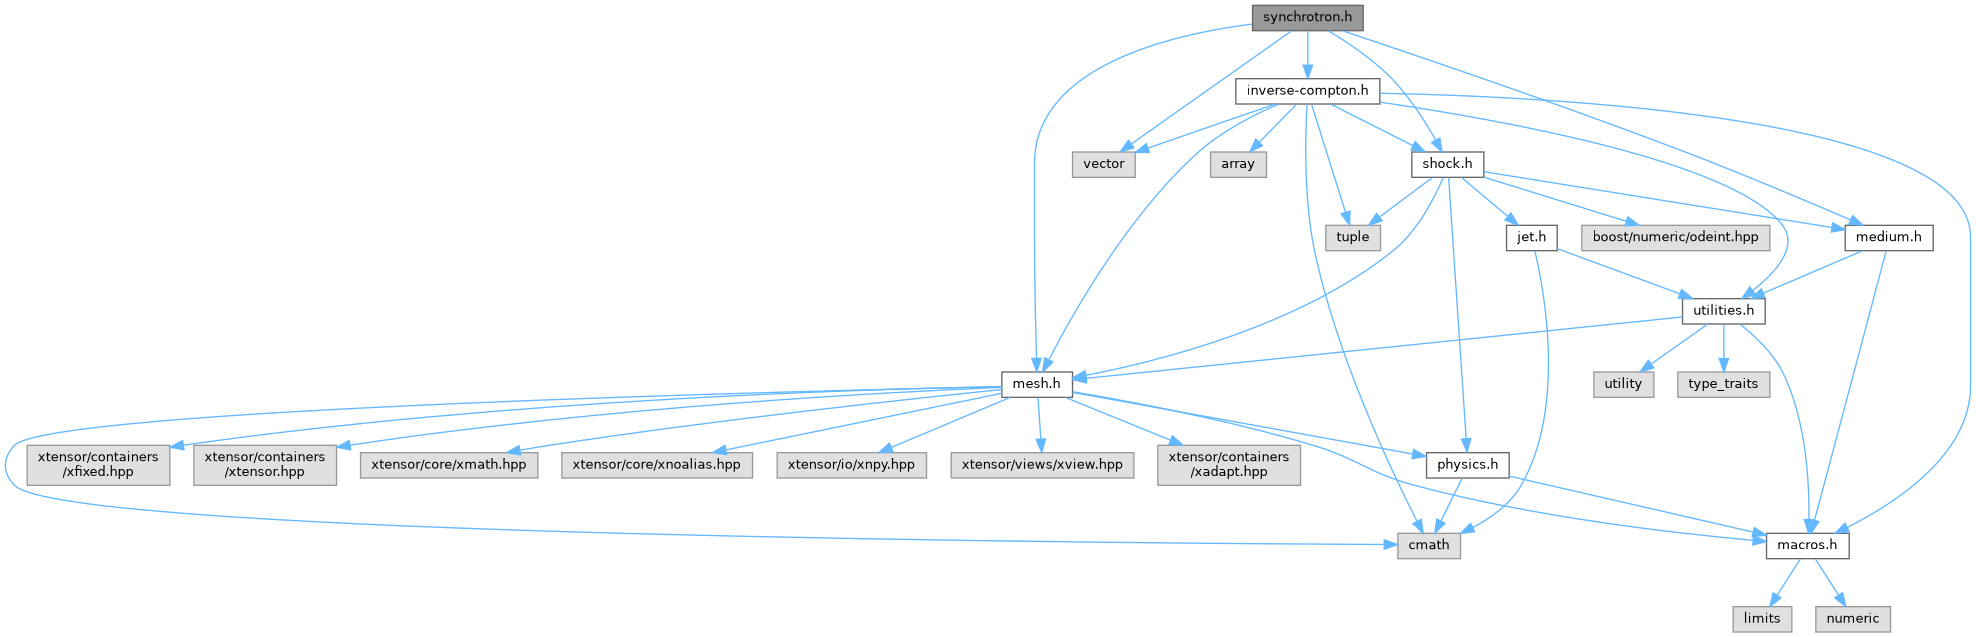 synchrotron.h
inverse-compton.h
vector
array
shock.h
tuple
jet.h
boost/numeric/odeint.hpp
medium.h
utilities.h
mesh.h
utility
type_traits
xtensor/containers
/xfixed.hpp
xtensor/containers
/xtensor.hpp
xtensor/core/xmath.hpp
xtensor/core/xnoalias.hpp
xtensor/io/xnpy.hpp
xtensor/views/xview.hpp
xtensor/containers
/xadapt.hpp
physics.h
cmath
macros.h
limits
numeric